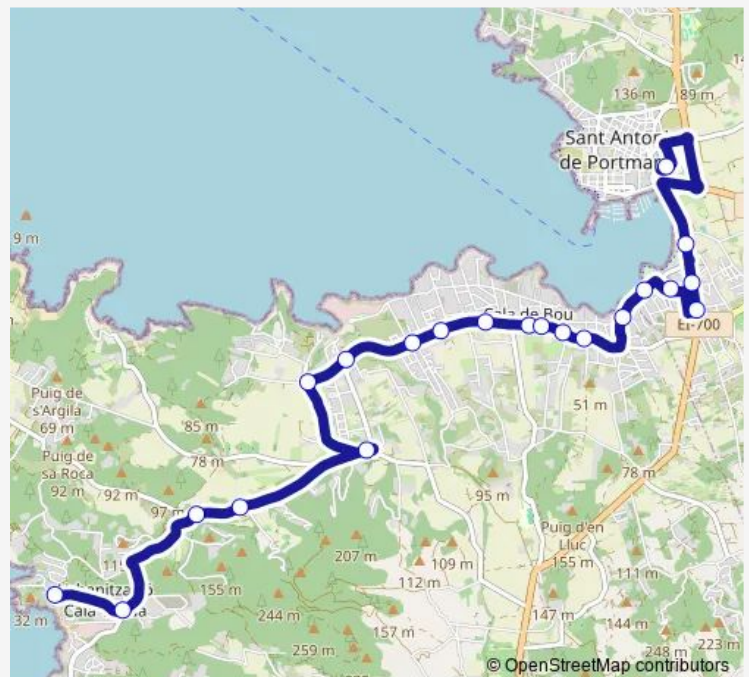 136 m
89 m
Sant Anton
de Portma
9 m
Cala de Bou
EI-700
Puig de
s'Argila
69 m
85 m
51 m
Puig de
sa Roca
92 m
92 m
78 m
78 m
95 m
97 m
Puig d'en
Lluc
155 m
207 m
109 m
111 m
112 m
155 m
32 m
244 m
147 m
144 m
157 m
223 m
248 m
259 m
© OpenStreetMap contributors